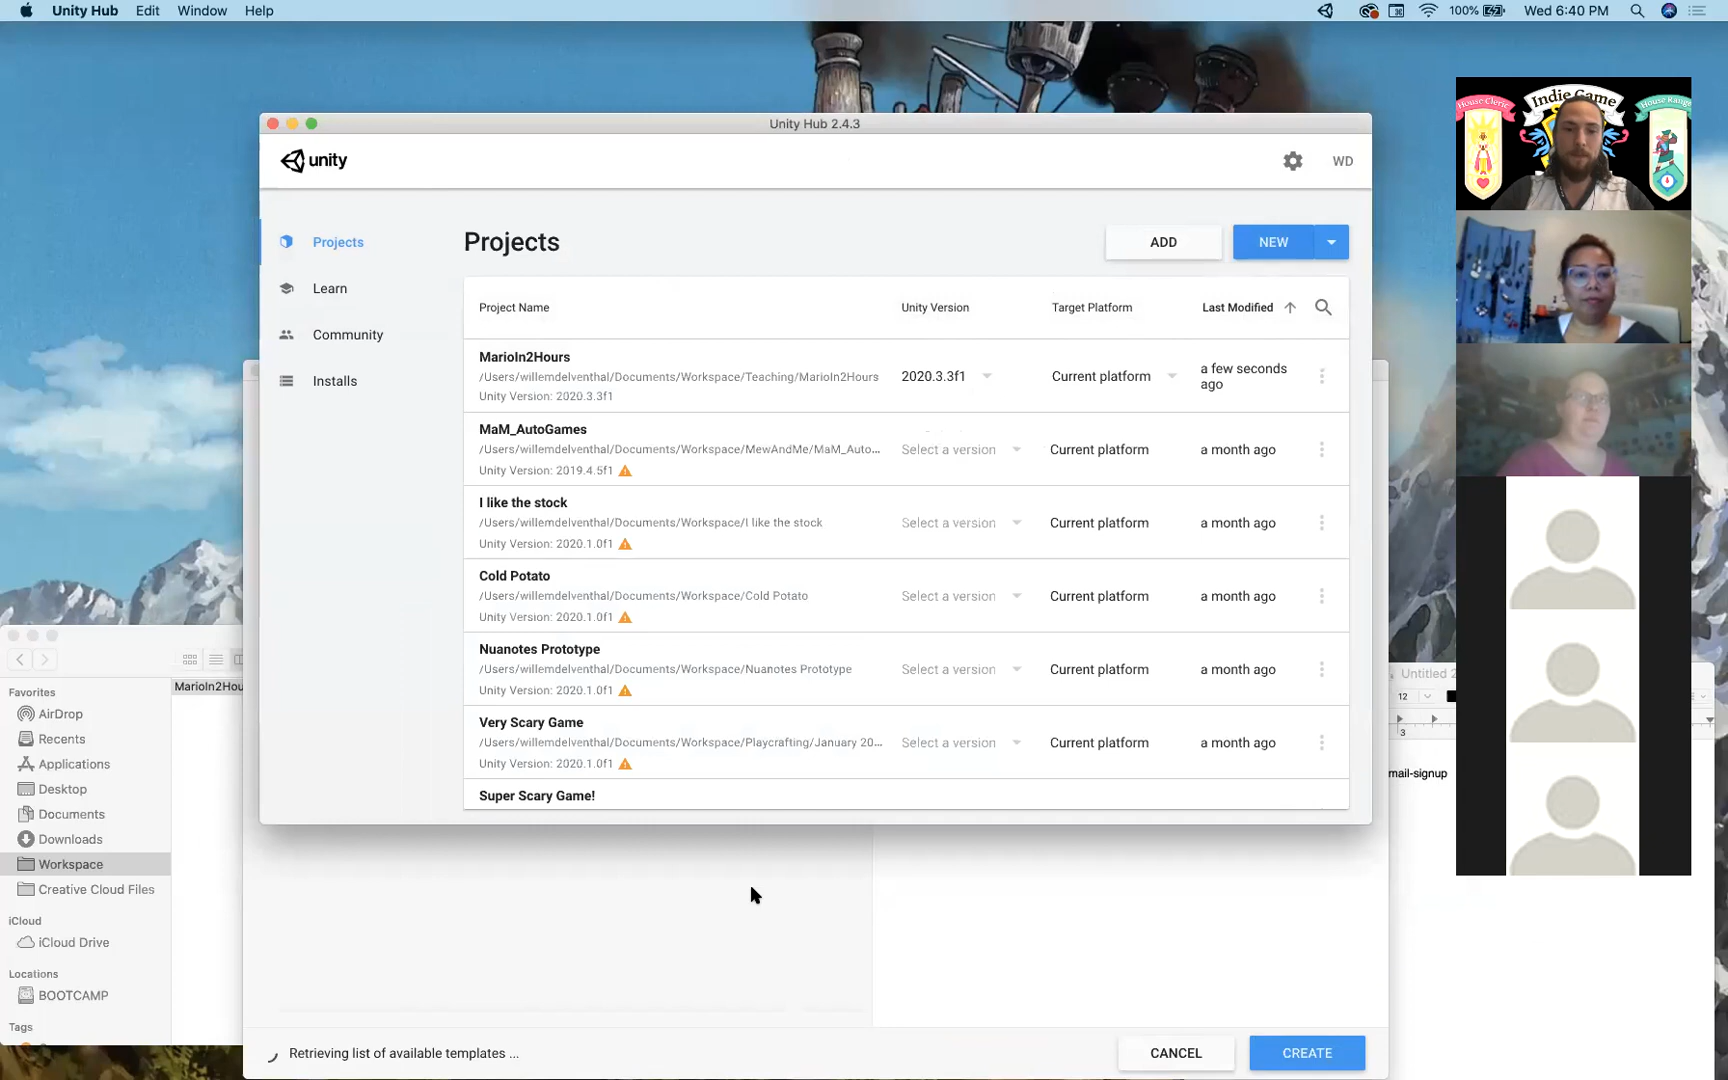 Unity Hub Edit Window Help
100% Wed 6:40 PM
Unity Hub 2.4.3
unity
WD
Projects
Learn
Community
Installs
Projects
ADD
NEW
Project Name Unity Version Target Platform Last Modified
MarioIn2Hours
/Users/willemdelventhal/Documents/Workspace/Teaching/MarioIn2Hours
Unity Version: 2020.3.3f1
2020.3.3f1
Current platform
a few seconds
ago
MaM_AutoGames
/Users/willemdelventhal/Documents/Workspace/MewAndMe/MaM_Auto...
Unity Version: 2019.4.5f1
Select a version
Current platform
a month ago
I like the stock
/Users/willemdelventhal/Documents/Workspace/I like the stock
Unity Version: 2020.1.0f1
Select a version
Current platform
a month ago
Cold Potato
/Users/willemdelventhal/Documents/Workspace/Cold Potato
Unity Version: 2020.1.0f1
Select a version
Current platform
a month ago
Nuanotes Prototype
/Users/willemdelventhal/Documents/Workspace/Nuanotes Prototype
Unity Version: 2020.1.0f1
Select a version
Current platform
a month ago
Very Scary Game
/Users/willemdelventhal/Documents/Workspace/Playcrafting/January 20...
Unity Version: 2020.1.0f1
Select a version
Current platform
a month ago
Super Scary Game!
Retrieving list of available templates ...
CANCEL
CREATE
Favorites
AirDrop
Recents
Applications
Desktop
Documents
Downloads
Workspace
Creative Cloud Files
iCloud
iCloud Drive
Locations
BOOTCAMP
Tags
MarioIn2Hou
Untitled 2
12
3
mail-signup
House Cleric
Indie Game
House Range